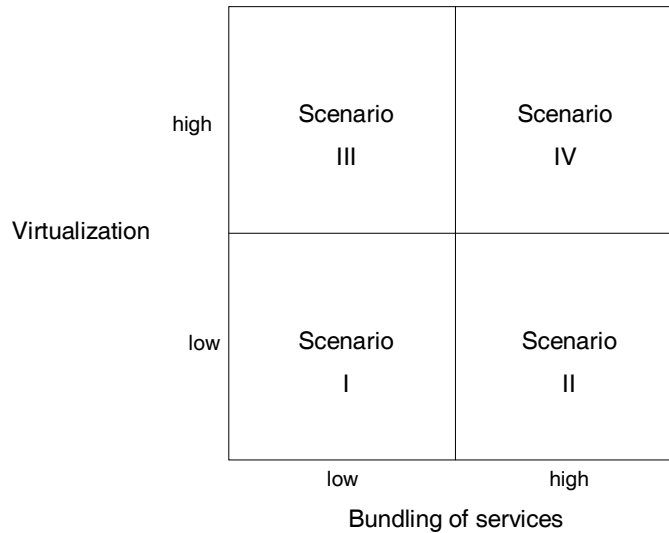 Scenario
III
Scenario
IV
high
Virtualization
low
Scenario
I
Scenario
II
low
high
Bundling of services